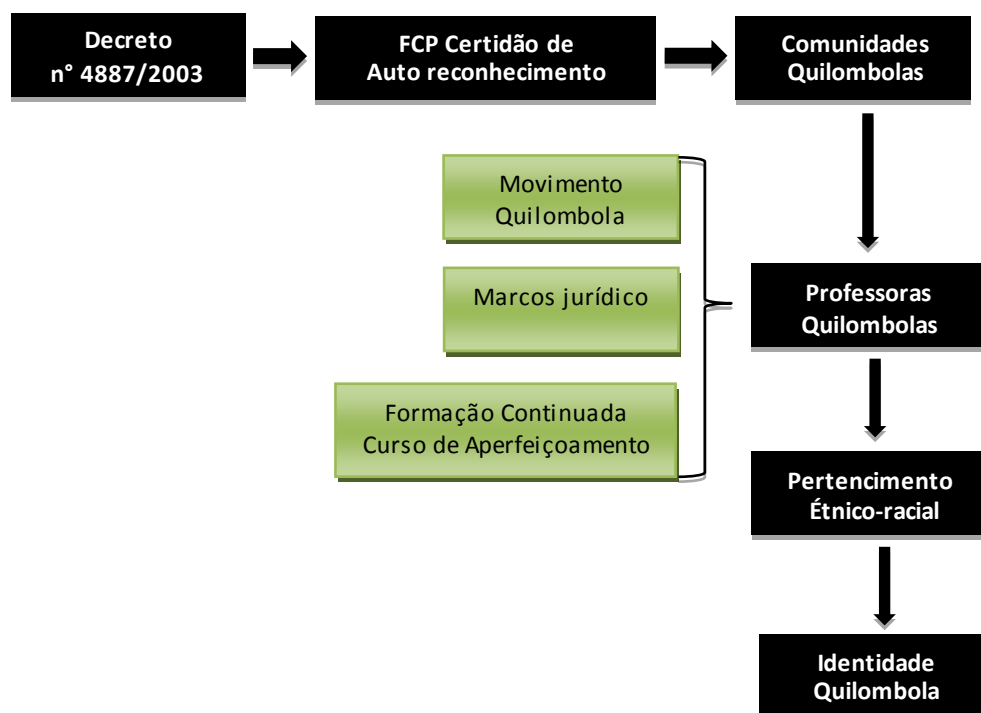 Decreto
n° 4887/2003
FCP Certidão de
Auto reconhecimento
Comunidades
Quilombolas
Movimento
Quilombola
Marcos jurídico
Formação Continuada
Curso de Aperfeiçoamento
Professoras
Quilombolas
Pertencimento
Étnico-racial
Identidade
Quilombola